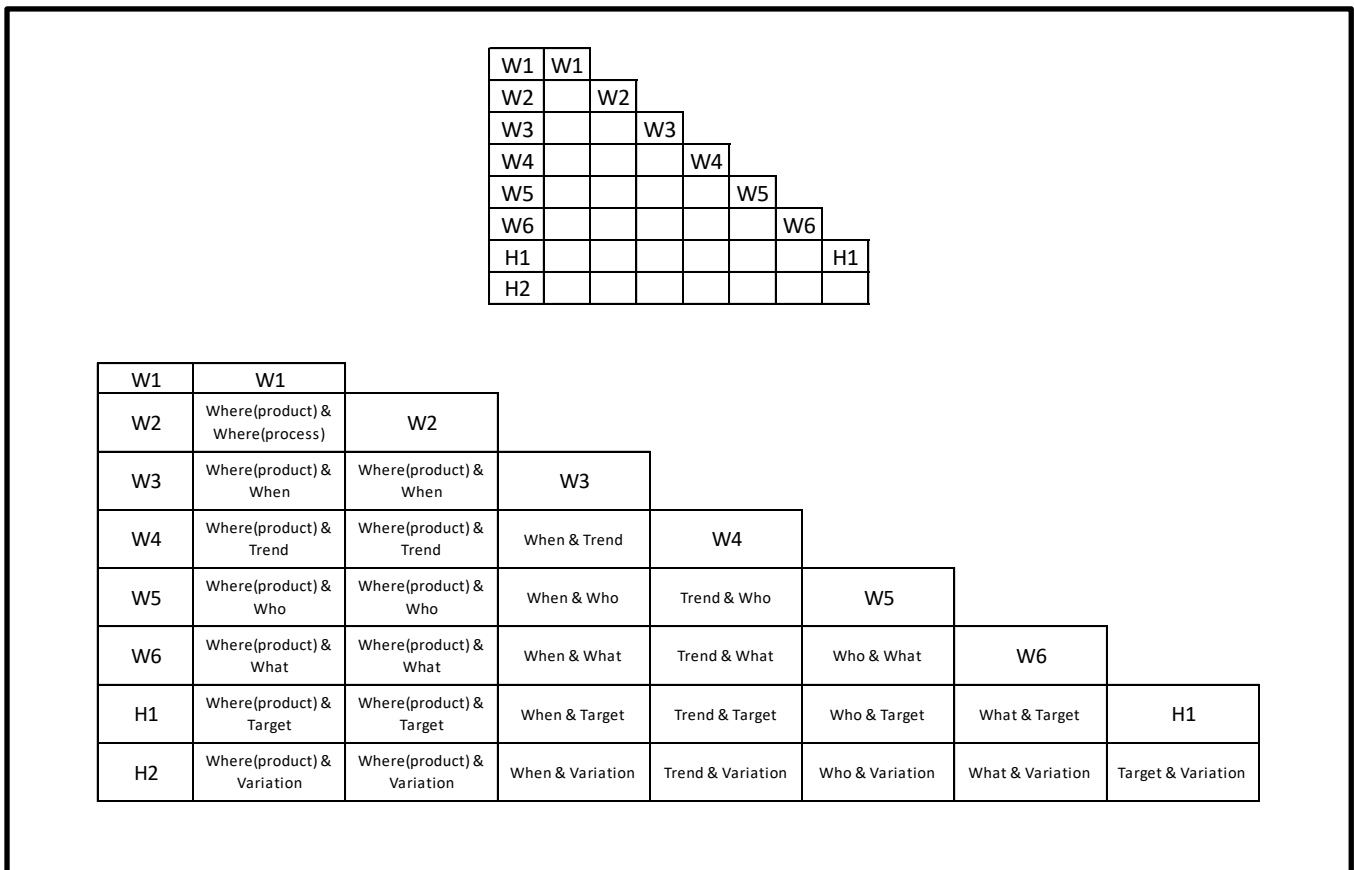 W1 W1
W2 W2
W3 W3
W4 W4
W5 W5
W6 W6
H1 H1
H2
W1 W1
W2 Where(product) & Where(process) W2
W3 Where(product) & When Where(product) & When W3
W4 Where(product) & Trend Where(product) & Trend When & Trend W4
W5 Where(product) & Who Where(product) & Who When & Who Trend & Who W5
W6 Where(product) & What Where(product) & What When & What Trend & What Who & What W6
H1 Where(product) & Target Where(product) & Target When & Target Trend & Target Who & Target What & Target H1
H2 Where(product) & Variation Where(product) & Variation When & Variation Trend & Variation Who & Variation What & Variation Target & Variation